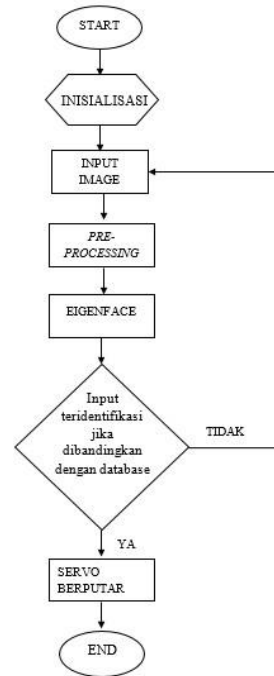 START
INISIALISASI
INPUT
IMAGE
PRE-
PROCESSING
EIGENFACE
Input
teridentifikasi
jika
dibandingkan
dengan database
TIDAK
YA
SERVO
BERPUTAR
END